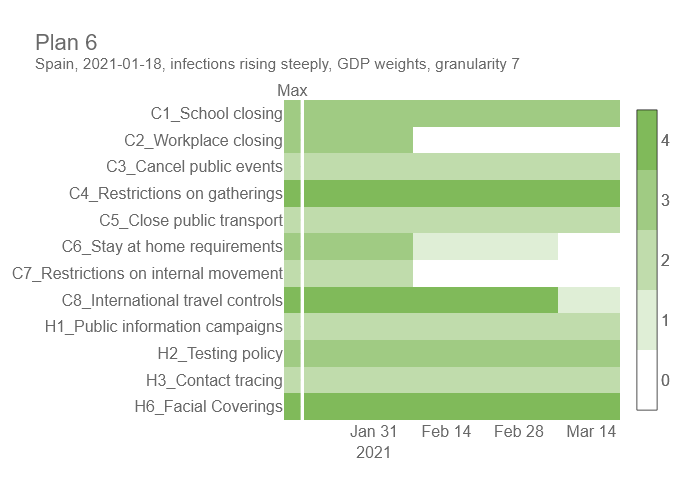 Plan 6
Spain, 2021-01-18, infections rising steeply, GDP weights, granularity 7
Max
C1_School closing
C2_Workplace closing
C3_Cancel public events
C4_Restrictions on gatherings
C5_Close public transport
C6_Stay at home requirements
C7_Restrictions on internal movement
C8_International travel controls
H1_Public information campaigns
H2_Testing policy
H3_Contact tracing
H6_Facial Coverings
Jan 31 Feb 14 Feb 28 Mar 14
2021
4
3
2
1
0